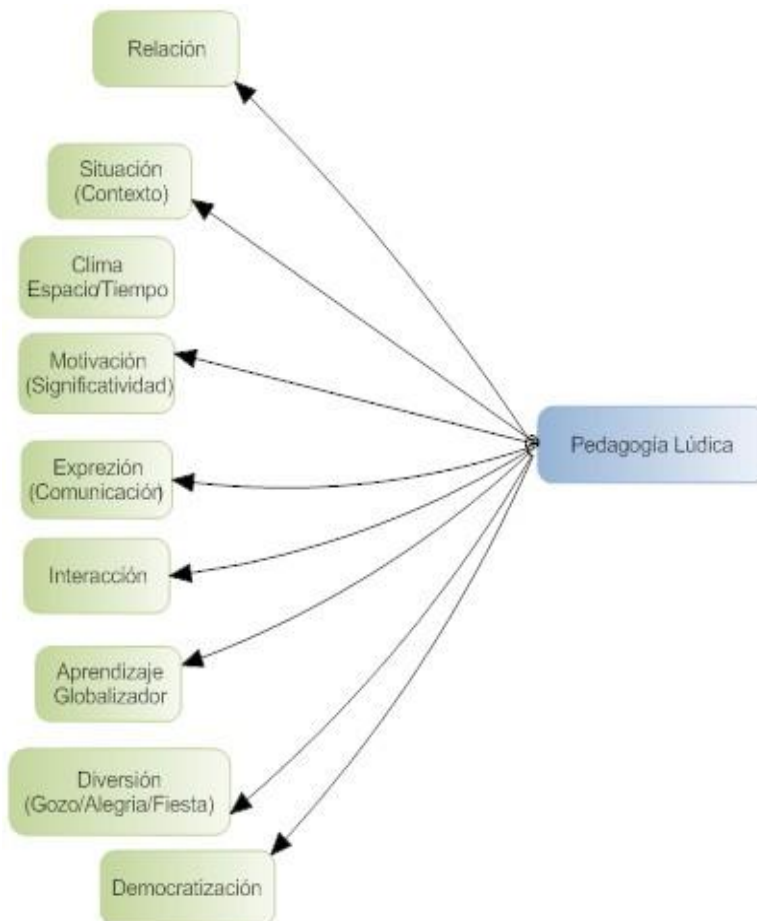 Relación
Situación
(Contexto)
Clima
Espacio/Tiempo
Motivación
(Significatividad)
Exprezión
(Comunicación)
Interacción
Aprendizaje
Globalizador
Diversión
(Gozo/Alegria/Fiesta)
Democratización
Pedagogía Lúdica